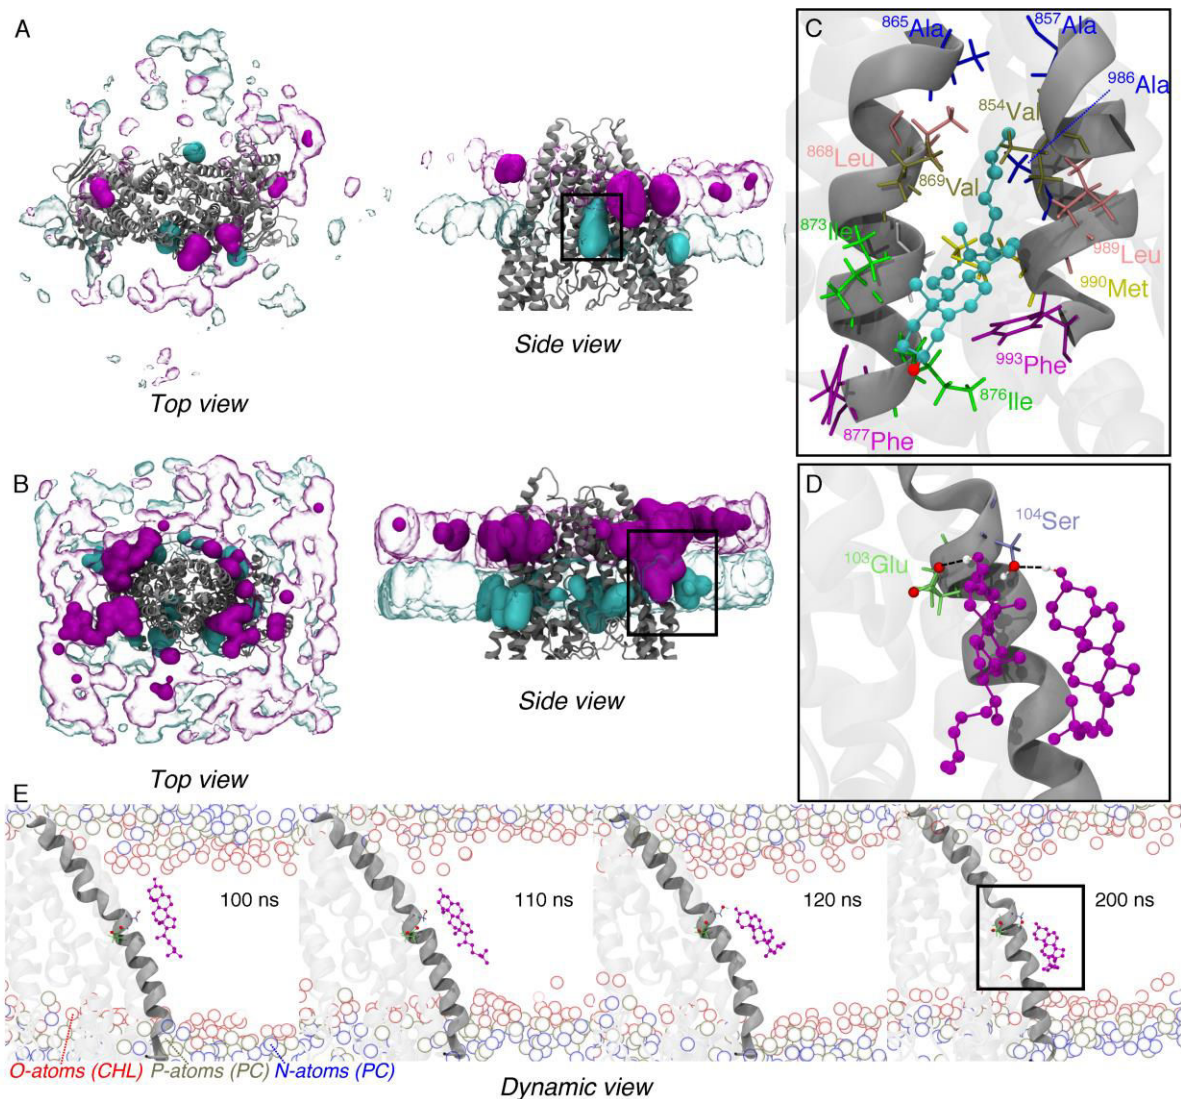 A
Top view
Side view
C
865Ala
857Ala
986Ala
854Val
868Leu
869Val
873Ile
989Leu
990Met
993Phe
876Ile
877Phe
B
Top view
Side view
D
104Ser
103Glu
E
100 ns
110 ns
120 ns
200 ns
O-atoms (CHL) P-atoms (PC) N-atoms (PC)
Dynamic view